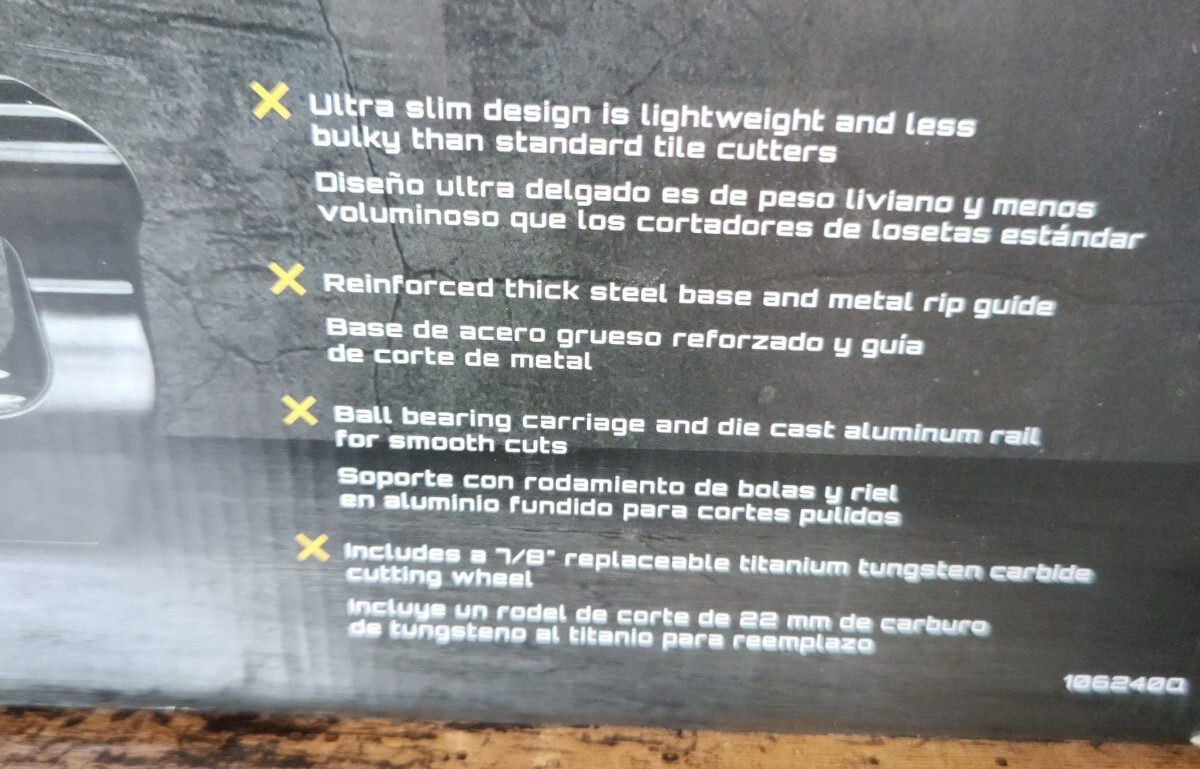 Ultra slim design is lightweight and less
bulky than standard tile cutters
Diseño ultra delgado es de peso liviano y menos
voluminoso que los cortadores de losetas estándar
Reinforced thick steel base and metal rip guide
Base de acero grueso reforzado y guía
de corte de metal
Ball bearing carriage and die cast aluminum rail
for smooth cuts
Soporte con rodamiento de bolas y riel
en aluminio fundido para cortes pulidos
Includes a 7/8" replaceable titanium tungsten carbide
cutting wheel
Incluye un rodel de corte de 22 mm de carburo
de tungsteno al titanio para reemplazo